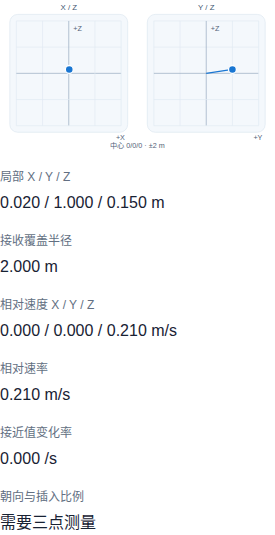 X / Z
Y / Z
+Z
+Z
+X
+Y
中心 0/0/0 · ±2 m
局部 X / Y / Z
0.020 / 1.000 / 0.150 m
接收覆盖半径
2.000 m
相对速度 X / Y / Z
0.000 / 0.000 / 0.210 m/s
相对速率
0.210 m/s
接近值变化率
0.000 /s
朝向与插入比例
需要三点测量